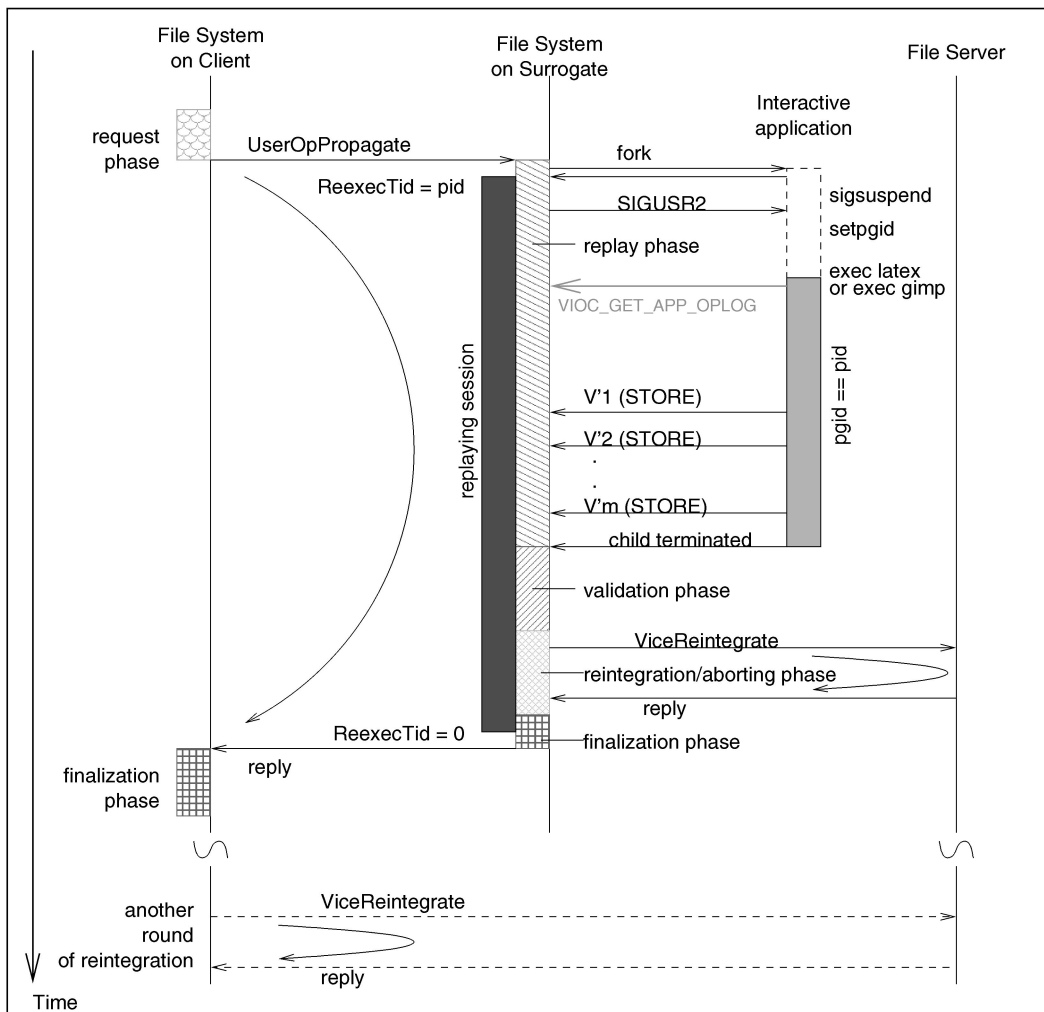 File System
on Client
File System
on Surrogate
File Server
Interactive
application
request
phase
UserOpPropagate
fork
ReexecTid = pid
SIGUSR2
sigsuspend
setpgid
replay phase
exec latex
or exec gimp
VIOC_GET_APP_OPLOG
replaying session
pgid == pid
V'1 (STORE)
V'2 (STORE)
.
.
V'm (STORE)
child terminated
validation phase
ViceReintegrate
reintegration/aborting phase
reply
ReexecTid = 0
finalization phase
reply
finalization
phase
another
round
of reintegration
ViceReintegrate
reply
Time